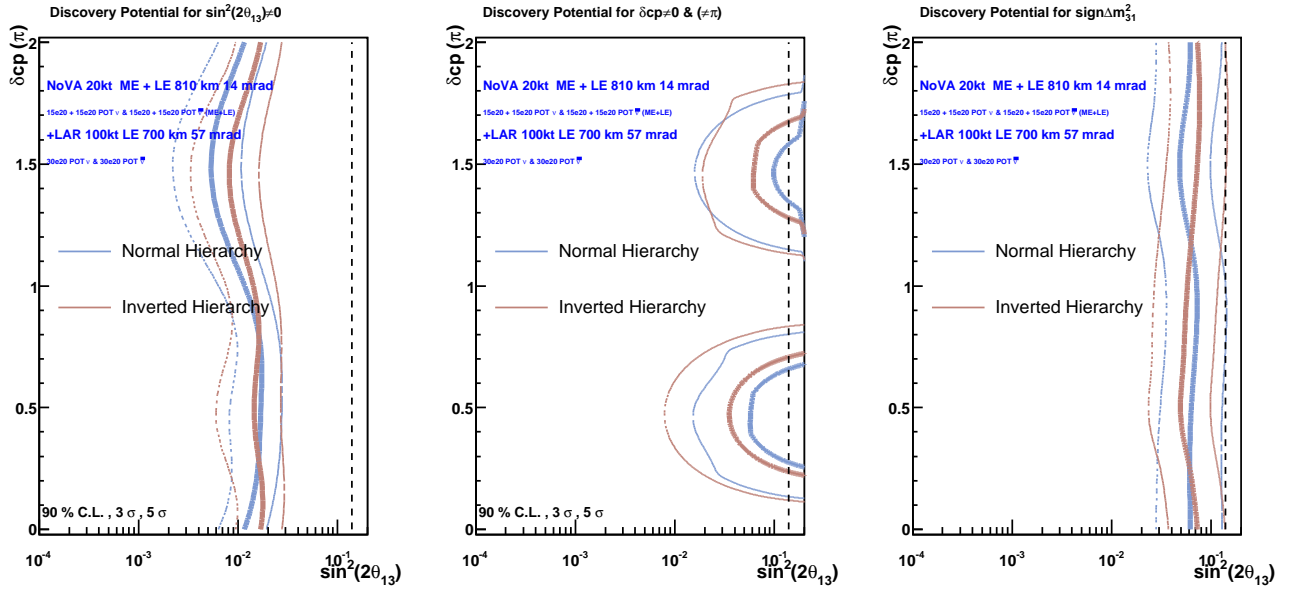 Discovery Potential for sin²(2θ₁₃)≠0
δcp (π)
2
1.5
1
0.5
0
NoVA 20kt ME + LE 810 km 14 mrad
15e20 + 15e20 POT ν & 15e20 + 15e20 POT ν̅ (ME+LE)
+LAR 100kt LE 700 km 57 mrad
30e20 POT ν & 30e20 POT ν̅
Normal Hierarchy
Inverted Hierarchy
90 % C.L. , 3 σ , 5 σ
10⁻⁴ 10⁻³ 10⁻² 10⁻¹
sin²(2θ₁₃)
Discovery Potential for δcp≠0 & (≠π)
δcp (π)
2
1.5
1
0.5
0
NoVA 20kt ME + LE 810 km 14 mrad
15e20 + 15e20 POT ν & 15e20 + 15e20 POT ν̅ (ME+LE)
+LAR 100kt LE 700 km 57 mrad
30e20 POT ν & 30e20 POT ν̅
Normal Hierarchy
Inverted Hierarchy
90 % C.L. , 3 σ , 5 σ
10⁻⁴ 10⁻³ 10⁻² 10⁻¹
sin²(2θ₁₃)
Discovery Potential for signΔm²₃₁
δcp (π)
2
1.5
1
0.5
0
NoVA 20kt ME + LE 810 km 14 mrad
15e20 + 15e20 POT ν & 15e20 + 15e20 POT ν̅ (ME+LE)
+LAR 100kt LE 700 km 57 mrad
30e20 POT ν & 30e20 POT ν̅
Normal Hierarchy
Inverted Hierarchy
10⁻⁴ 10⁻³ 10⁻² 10⁻¹
sin²(2θ₁₃)